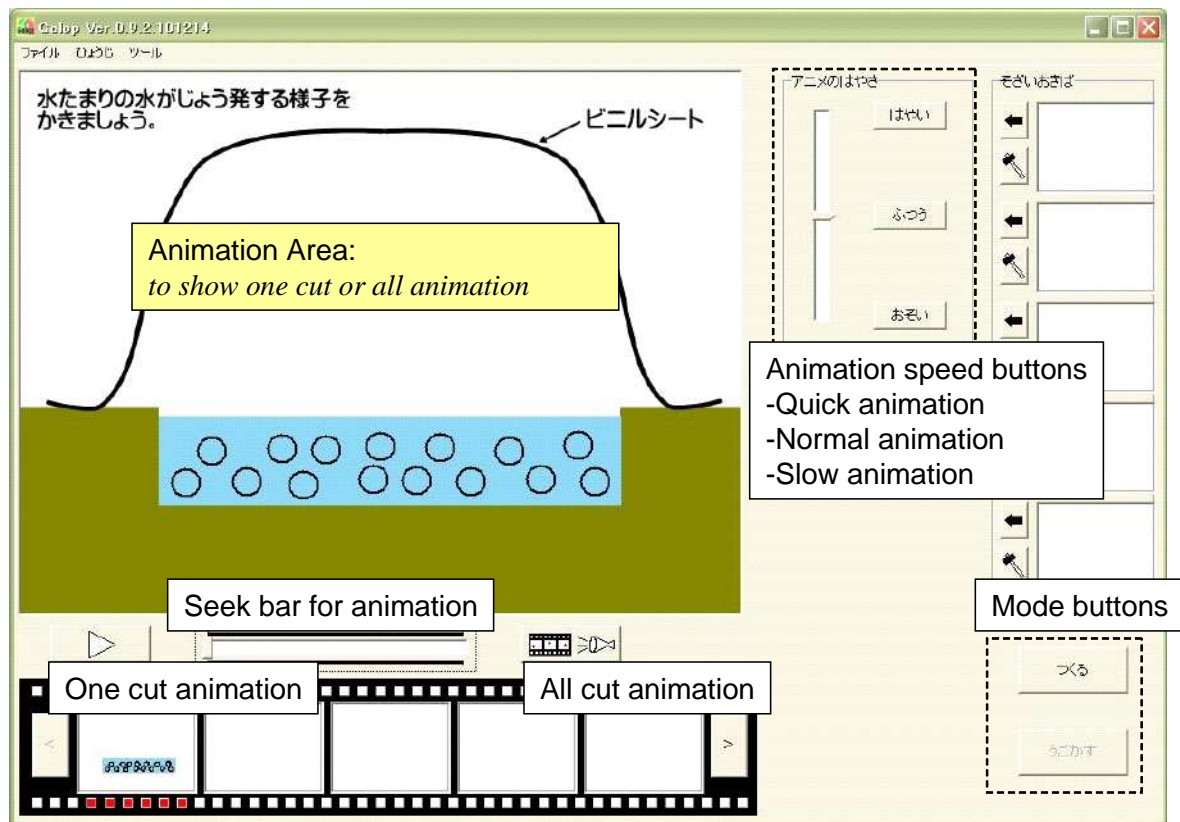 Gelop Ver.0.9.2.101214
ファイル ひょうじ ツール
水たまりの水がじょう発する様子を
かきましょう。
ビニルシート
Animation Area:
to show one cut or all animation
アニメのはやさ
はやい
ふつう
おそい
そざいおきば
Animation speed buttons
-Quick animation
-Normal animation
-Slow animation
Seek bar for animation
Mode buttons
One cut animation
All cut animation
つくる
うごかす
<
>